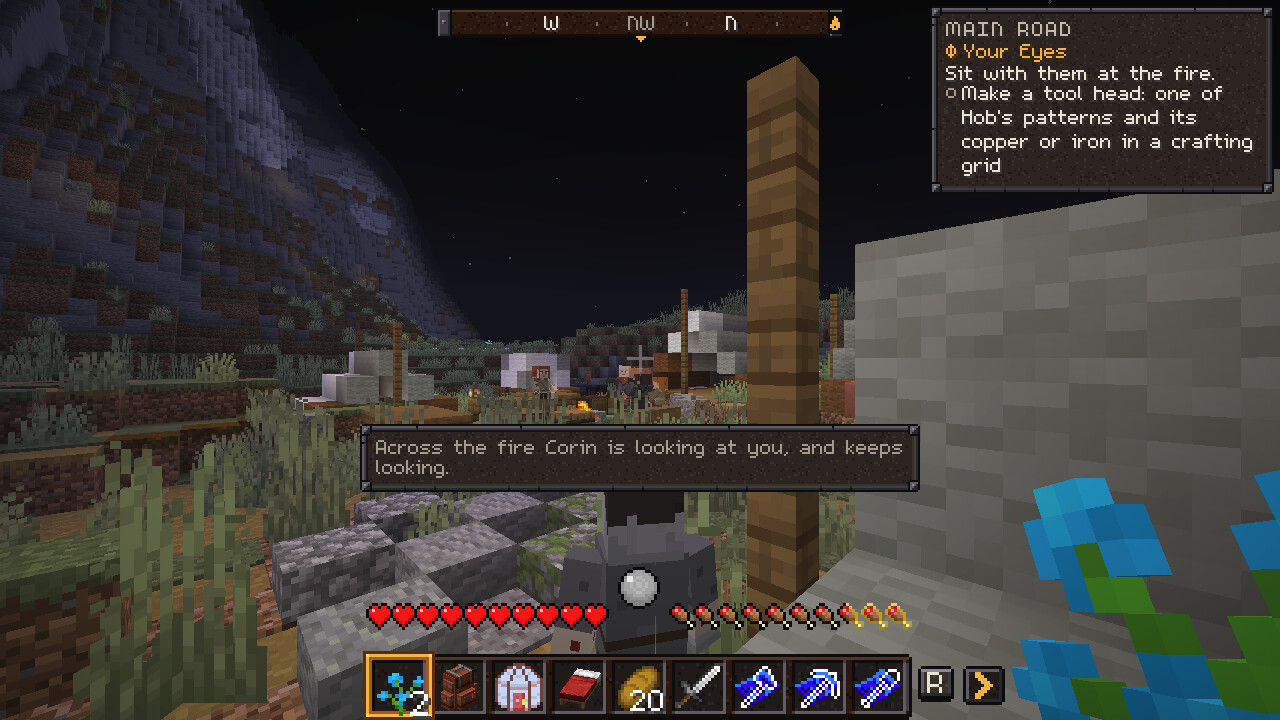 W NW N
MAIN ROAD
Your Eyes
Sit with them at the fire.
Make a tool head: one of
Hob's patterns and its
copper or iron in a crafting
grid
Across the fire Corin is looking at you, and keeps
looking.
2
20
R